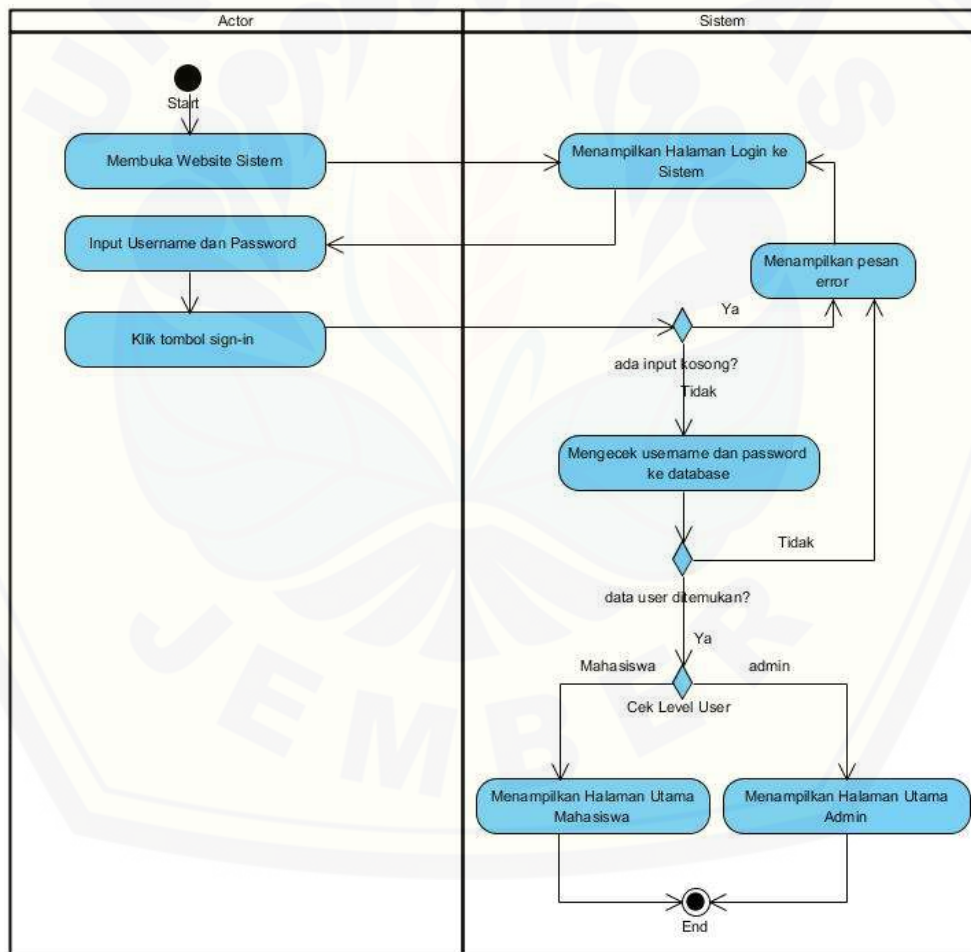 Actor
Sistem
Start
Membuka Website Sistem
Menampilkan Halaman Login ke
Sistem
Input Username dan Password
Menampilkan pesan
error
Klik tombol sign-in
Ya
ada input kosong?
Tidak
Mengecek username dan password
ke database
Tidak
data user ditemukan?
Ya
Mahasiswa
admin
Cek Level User
Menampilkan Halaman Utama
Mahasiswa
Menampilkan Halaman Utama
Admin
End
JEMBER